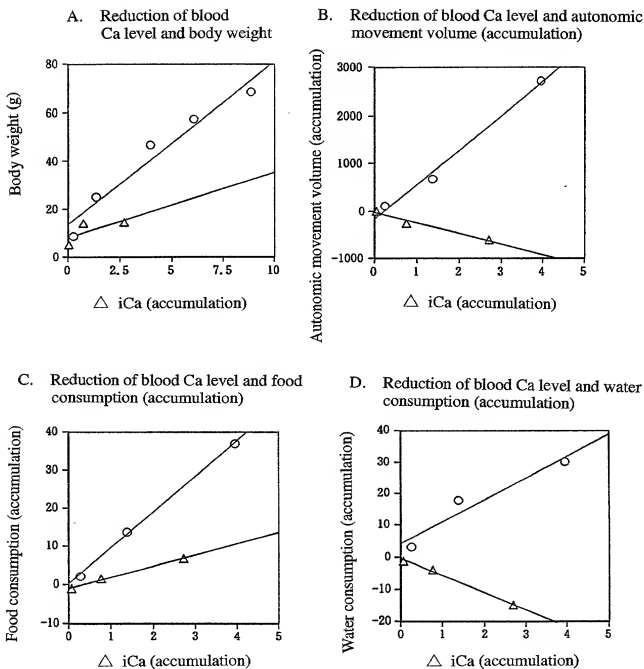 A. Reduction of blood
Ca level and body weight
Body weight (g)
80
60
40
20
0
0 2.5 5 7.5 10
△ iCa (accumulation)
B. Reduction of blood Ca level and autonomic
movement volume (accumulation)
Autonomic movement volume (accumulation)
3000
2000
1000
0
-1000
0 1 2 3 4 5
△ iCa (accumulation)
C. Reduction of blood Ca level and food
consumption (accumulation)
Food consumption (accumulation)
40
30
20
10
0
-10
0 1 2 3 4 5
△ iCa (accumulation)
D. Reduction of blood Ca level and water
consumption (accumulation)
Water consumption (accumulation)
40
30
20
10
0
-10
-20
0 1 2 3 4 5
△ iCa (accumulation)